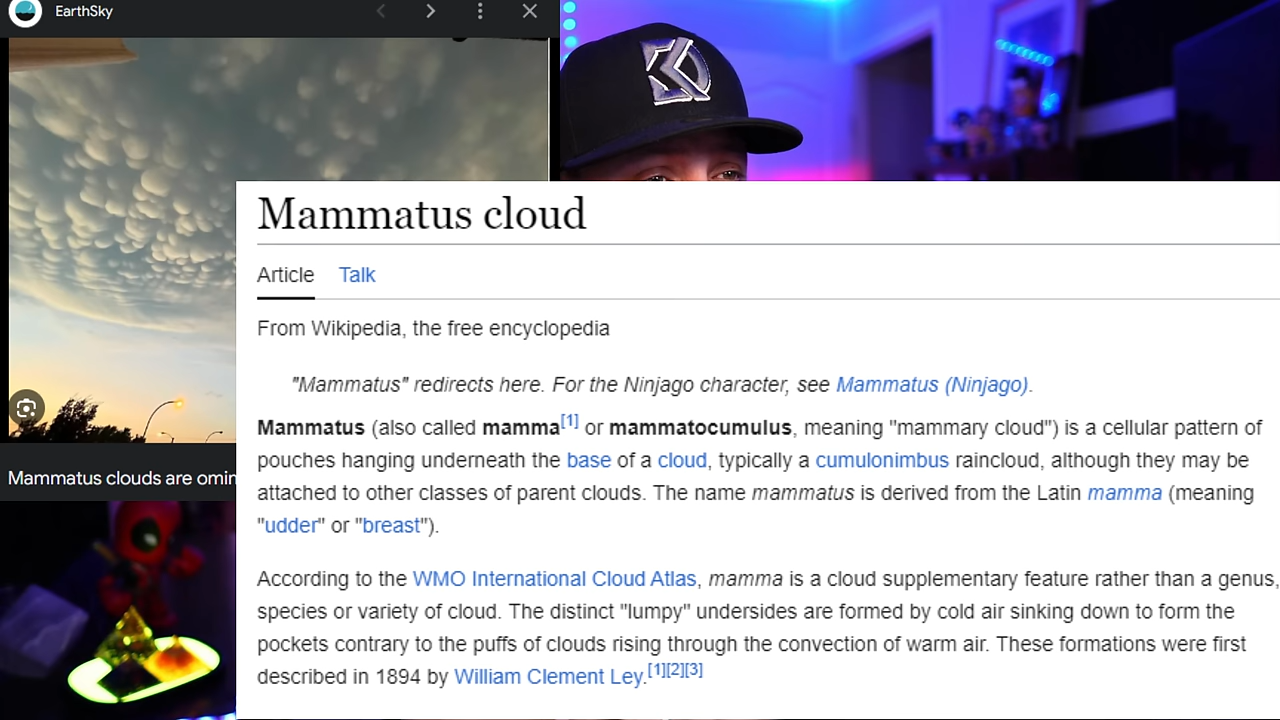 EarthSky
Mammatus clouds are omin
Mammatus cloud
Article Talk
From Wikipedia, the free encyclopedia
"Mammatus" redirects here. For the Ninjago character, see Mammatus (Ninjago).
Mammatus (also called mamma[1] or mammatocumulus, meaning "mammary cloud") is a cellular pattern of
pouches hanging underneath the base of a cloud, typically a cumulonimbus raincloud, although they may be
attached to other classes of parent clouds. The name mammatus is derived from the Latin mamma (meaning
"udder" or "breast").
According to the WMO International Cloud Atlas, mamma is a cloud supplementary feature rather than a genus,
species or variety of cloud. The distinct "lumpy" undersides are formed by cold air sinking down to form the
pockets contrary to the puffs of clouds rising through the convection of warm air. These formations were first
described in 1894 by William Clement Ley.[1][2][3]